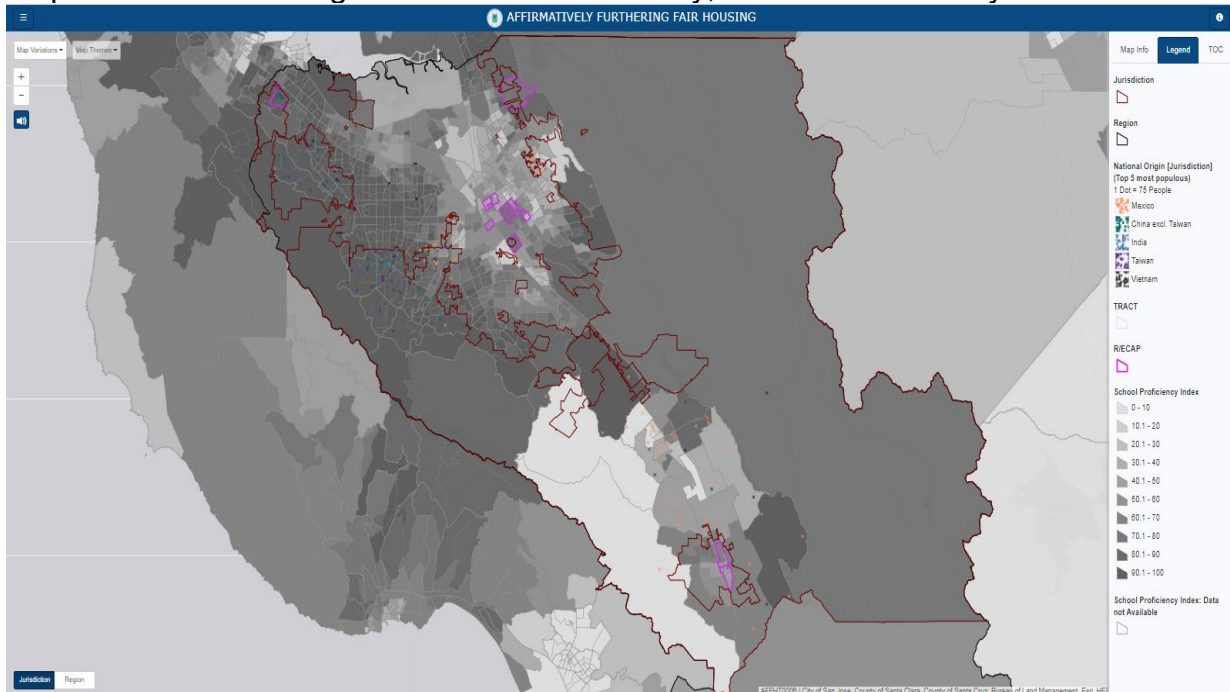 AFFIRMATIVELY FURTHERING FAIR HOUSING
Map Variations
Map Themes
+
-
Map Info
Legend
TOC
Jurisdiction
Region
National Origin [Jurisdiction]
(Top 5 most populous)
1 Dot = 75 People
Mexico
China excl. Taiwan
India
Taiwan
Vietnam
TRACT
R/ECAP
School Proficiency Index
0 - 10
10.1 - 20
20.1 - 30
30.1 - 40
40.1 - 50
50.1 - 60
60.1 - 70
70.1 - 80
80.1 - 90
90.1 - 100
School Proficiency Index: Data
not Available
Jurisdiction
Region
AFFHT0006 | City of San Jose, County of Santa Clara, County of Santa Cruz, Bureau of Land Management, Esri, HE